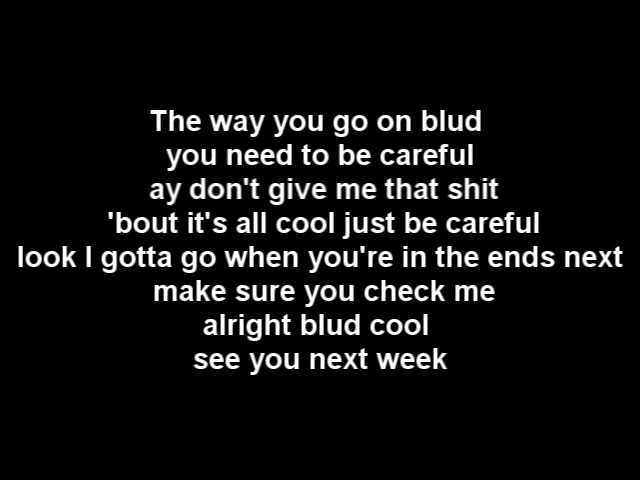 The way you go on blud
you need to be careful
ay don't give me that shit
'bout it's all cool just be careful
look I gotta go when you're in the ends next
make sure you check me
alright blud cool
see you next week